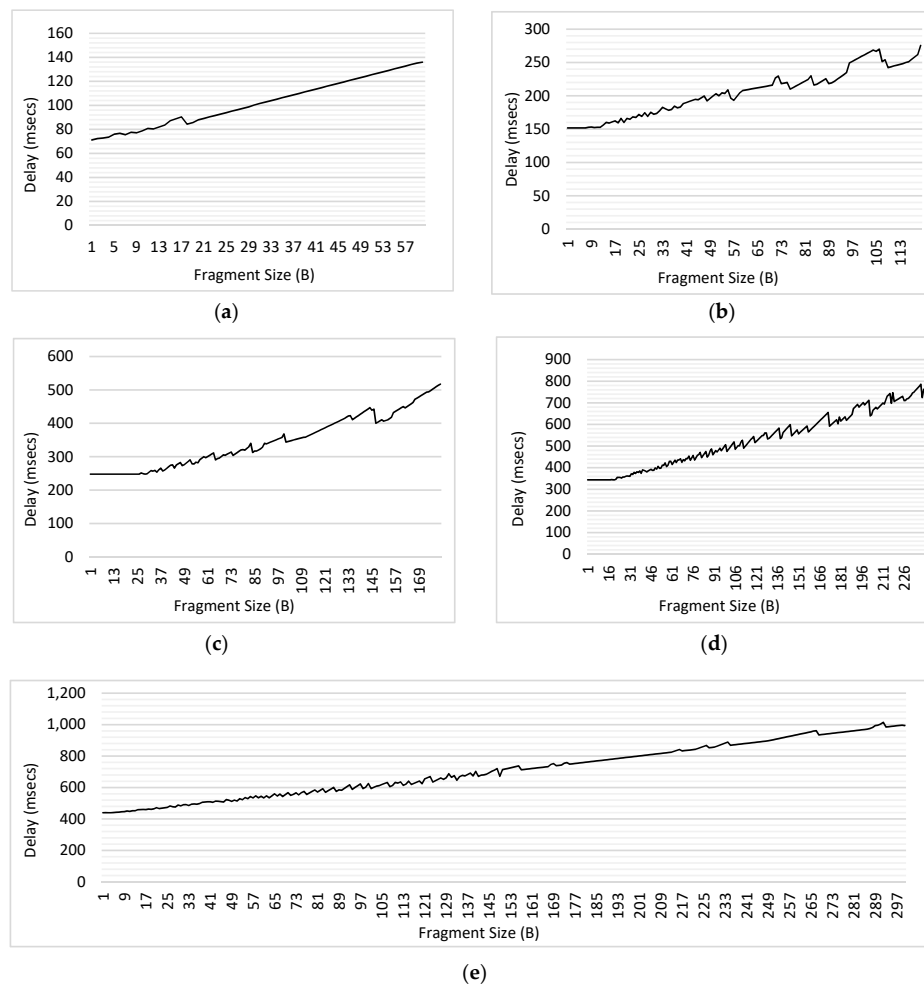 160
140
120
100
80
60
40
20
0
Delay (msecs)
1 5 9 13 17 21 25 29 33 37 41 45 49 53 57
Fragment Size (B)
(a)
300
250
200
150
100
50
0
Delay (msecs)
1 9 17 25 33 41 49 57 65 73 81 89 97 105 113
Fragment Size (B)
(b)
600
500
400
300
200
100
0
Delay (msecs)
1 13 25 37 49 61 73 85 97 109 121 133 145 157 169
Fragment Size (B)
(c)
900
800
700
600
500
400
300
200
100
0
Delay (msecs)
1 16 31 46 61 76 91 106 121 136 151 166 181 196 211 226
Fragment Size (B)
(d)
1,200
1,000
800
600
400
200
0
Delay (msecs)
1 9 17 25 33 41 49 57 65 73 81 89 97 105 113 121 129 137 145 153 161 169 177 185 193 201 209 217 225 233 241 249 257 265 273 281 289 297
Fragment Size (B)
(e)